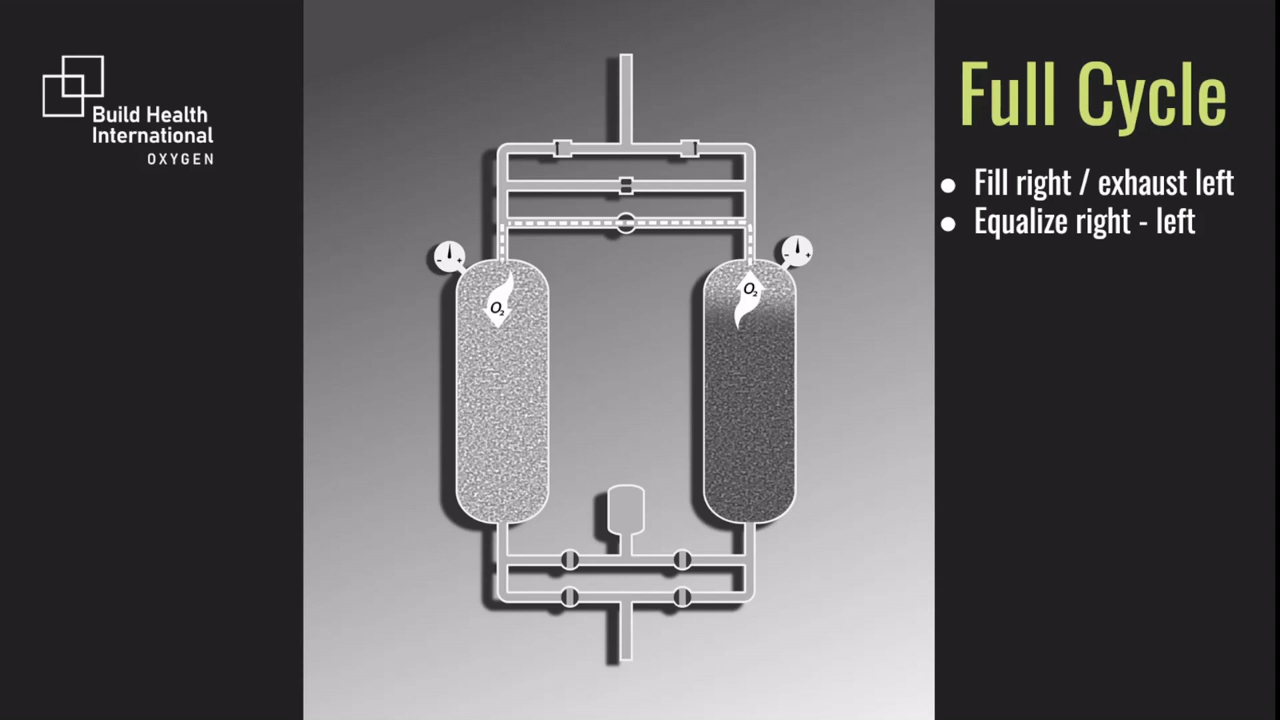 Build Health
International
OXYGEN
Full Cycle
● Fill right / exhaust left
● Equalize right - left
- +
- +
O₂
O₂